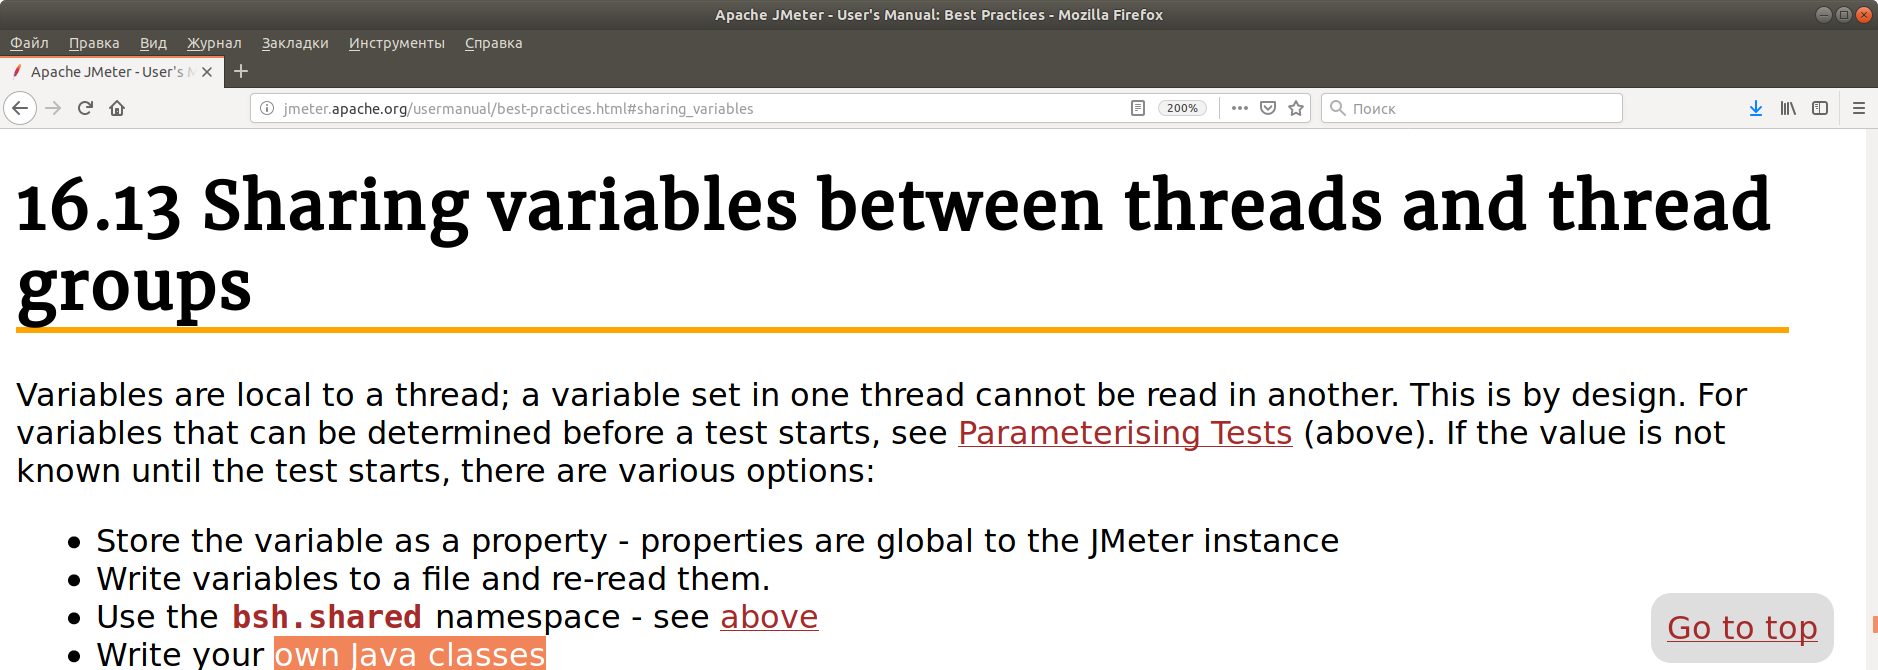 Apache JMeter - User's Manual: Best Practices - Mozilla Firefox
Файл Правка Вид Журнал Закладки Инструменты Справка
Apache JMeter - User's M
jmeter.apache.org/usermanual/best-practices.html#sharing_variables 200% Поиск
16.13 Sharing variables between threads and thread
groups
Variables are local to a thread; a variable set in one thread cannot be read in another. This is by design. For
variables that can be determined before a test starts, see Parameterising Tests (above). If the value is not
known until the test starts, there are various options:
• Store the variable as a property - properties are global to the JMeter instance
• Write variables to a file and re-read them.
• Use the bsh.shared namespace - see above
• Write your own Java classes
Go to top